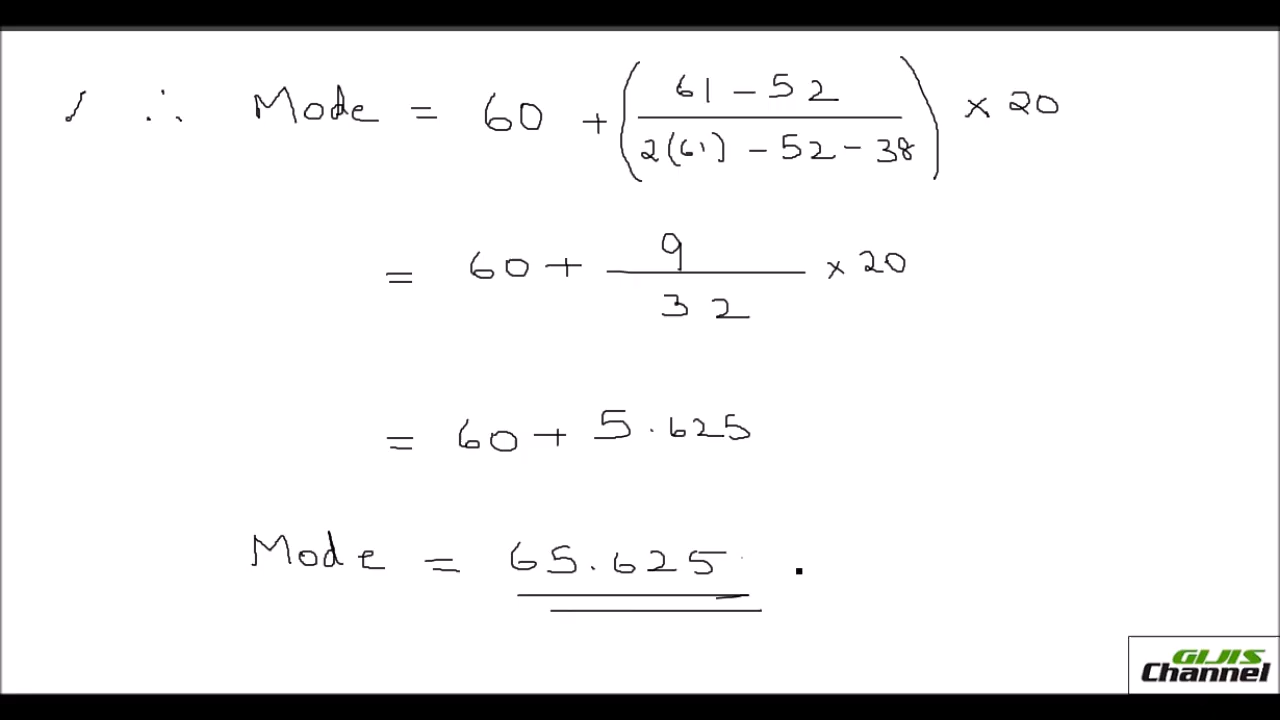 ∴ Mode = 60 + (61 - 52 / 2(61) - 52 - 38) × 20
= 60 + 9 / 32 × 20
= 60 + 5.625
Mode = 65.625
GIJIS
Channel